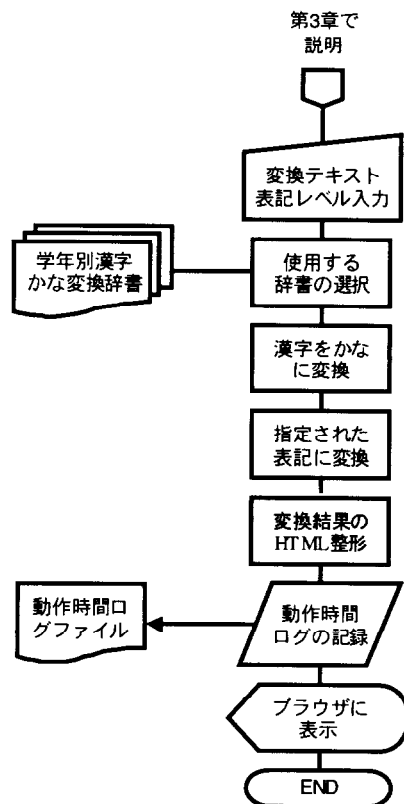 第3章で
説明
変換テキスト
表記レベル入力
学年別漢字
かな変換辞書
使用する
辞書の選択
漢字をかな
に変換
指定された
表記に変換
変換結果の
HTML整形
動作時間ロ
グファイル
動作時間
ログの記録
ブラウザに
表示
END